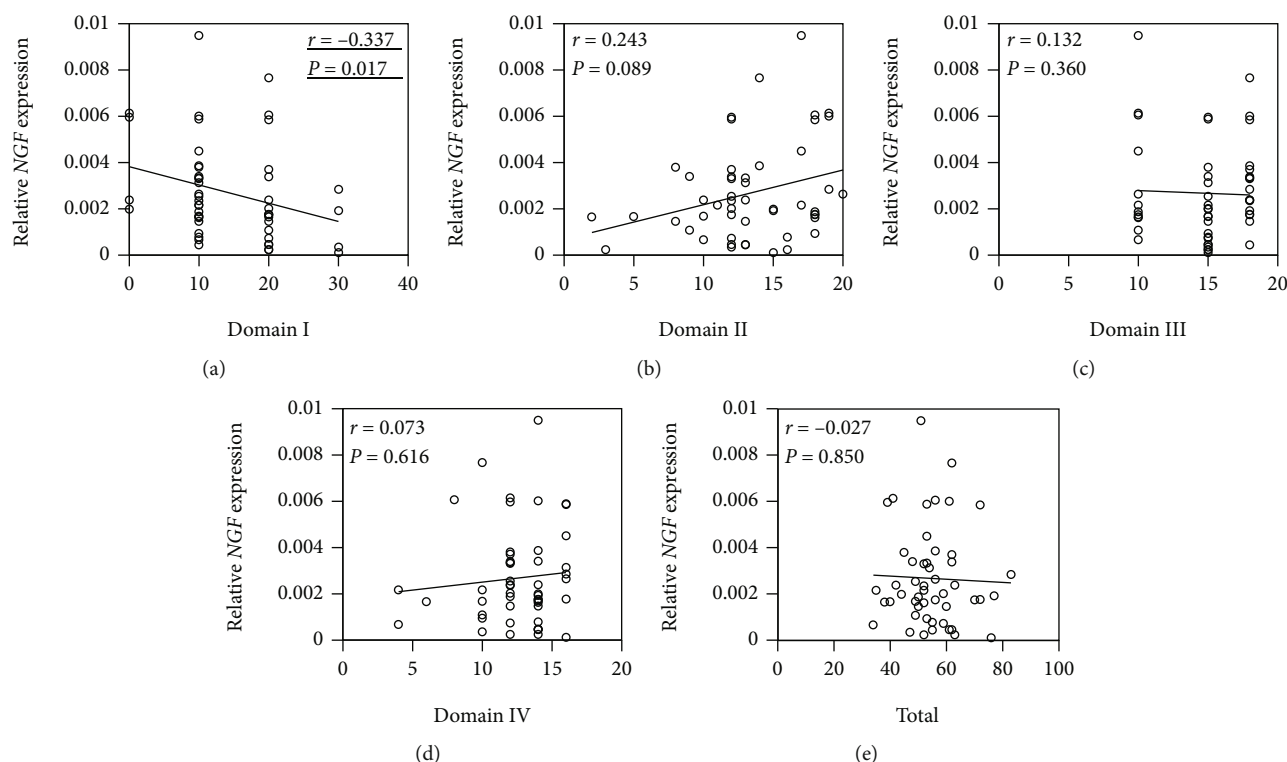 0.01
0.008
0.006
0.004
0.002
0
Relative NGF expression
r = –0.337
P = 0.017
0 10 20 30 40
Domain I
(a)
0.01
0.008
0.006
0.004
0.002
0
Relative NGF expression
r = 0.243
P = 0.089
0 5 10 15 20
Domain II
(b)
0.01
0.008
0.006
0.004
0.002
0
Relative NGF expression
r = 0.132
P = 0.360
0 5 10 15 20
Domain III
(c)
0.01
0.008
0.006
0.004
0.002
0
Relative NGF expression
r = 0.073
P = 0.616
0 5 10 15 20
Domain IV
(d)
0.01
0.008
0.006
0.004
0.002
0
Relative NGF expression
r = –0.027
P = 0.850
0 20 40 60 80 100
Total
(e)